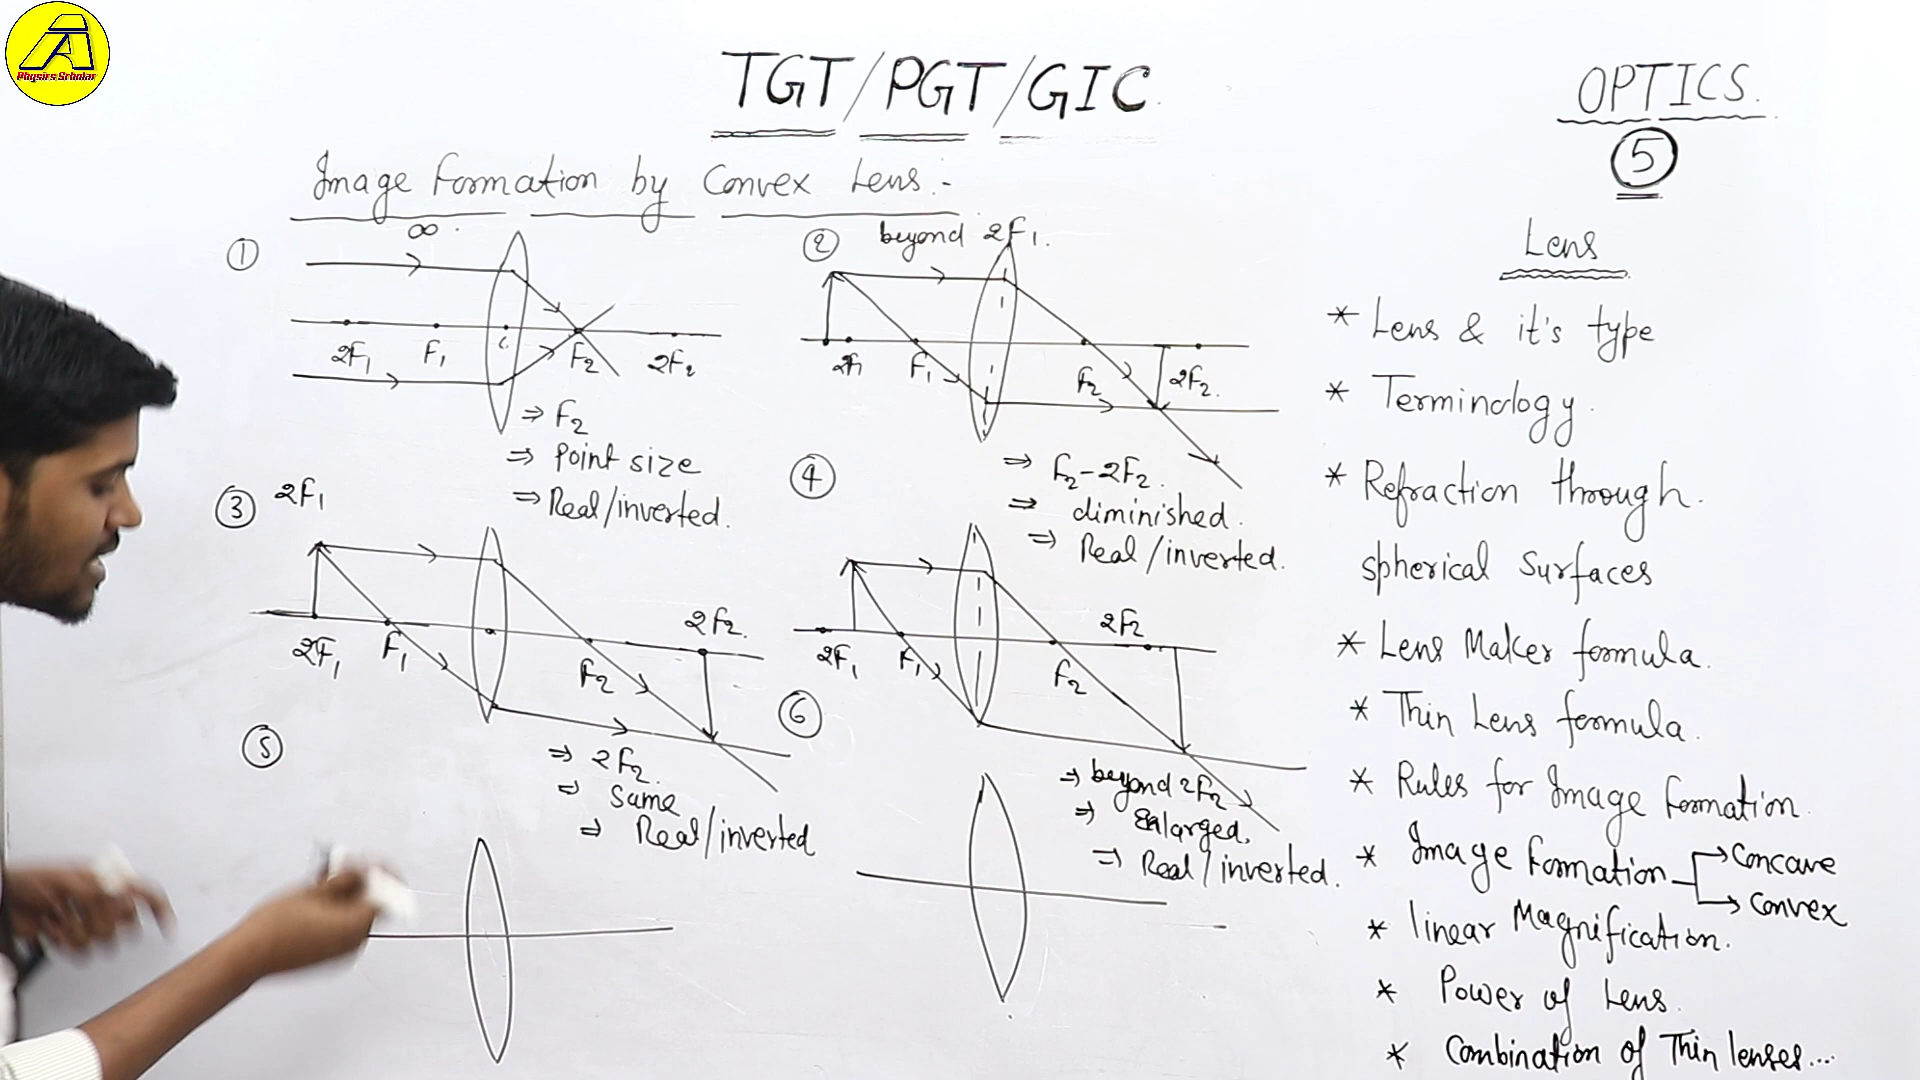 Physics Scholar
TGT/PGT/GIC
OPTICS.
5
Image Formation by Convex Lens:-
1
∞
2F₁ F₁ C F₂ 2F₂
⇒ F₂
⇒ Point size
⇒ Real/inverted.
2 beyond 2F₁.
2F₁ F₁ F₂ 2F₂.
⇒ F₂-2F₂.
⇒ diminished.
⇒ Real/inverted.
3 2F₁
2F₁ F₁ F₂ 2F₂.
⇒ 2F₂.
⇒ Same
⇒ Real/inverted
4
2F₁ F₁ F₂ 2F₂
⇒ beyond 2F₂
⇒ Enlarged.
⇒ Real/inverted.
5
6
Lens
* Lens & it's type
* Terminology.
* Refraction through.
spherical surfaces
* Lens Maker formula.
* Thin Lens formula.
* Rules for Image formation.
* Image formation → Concave
→ Convex
* linear Magnification.
* Power of Lens.
* Combination of Thin lenses...